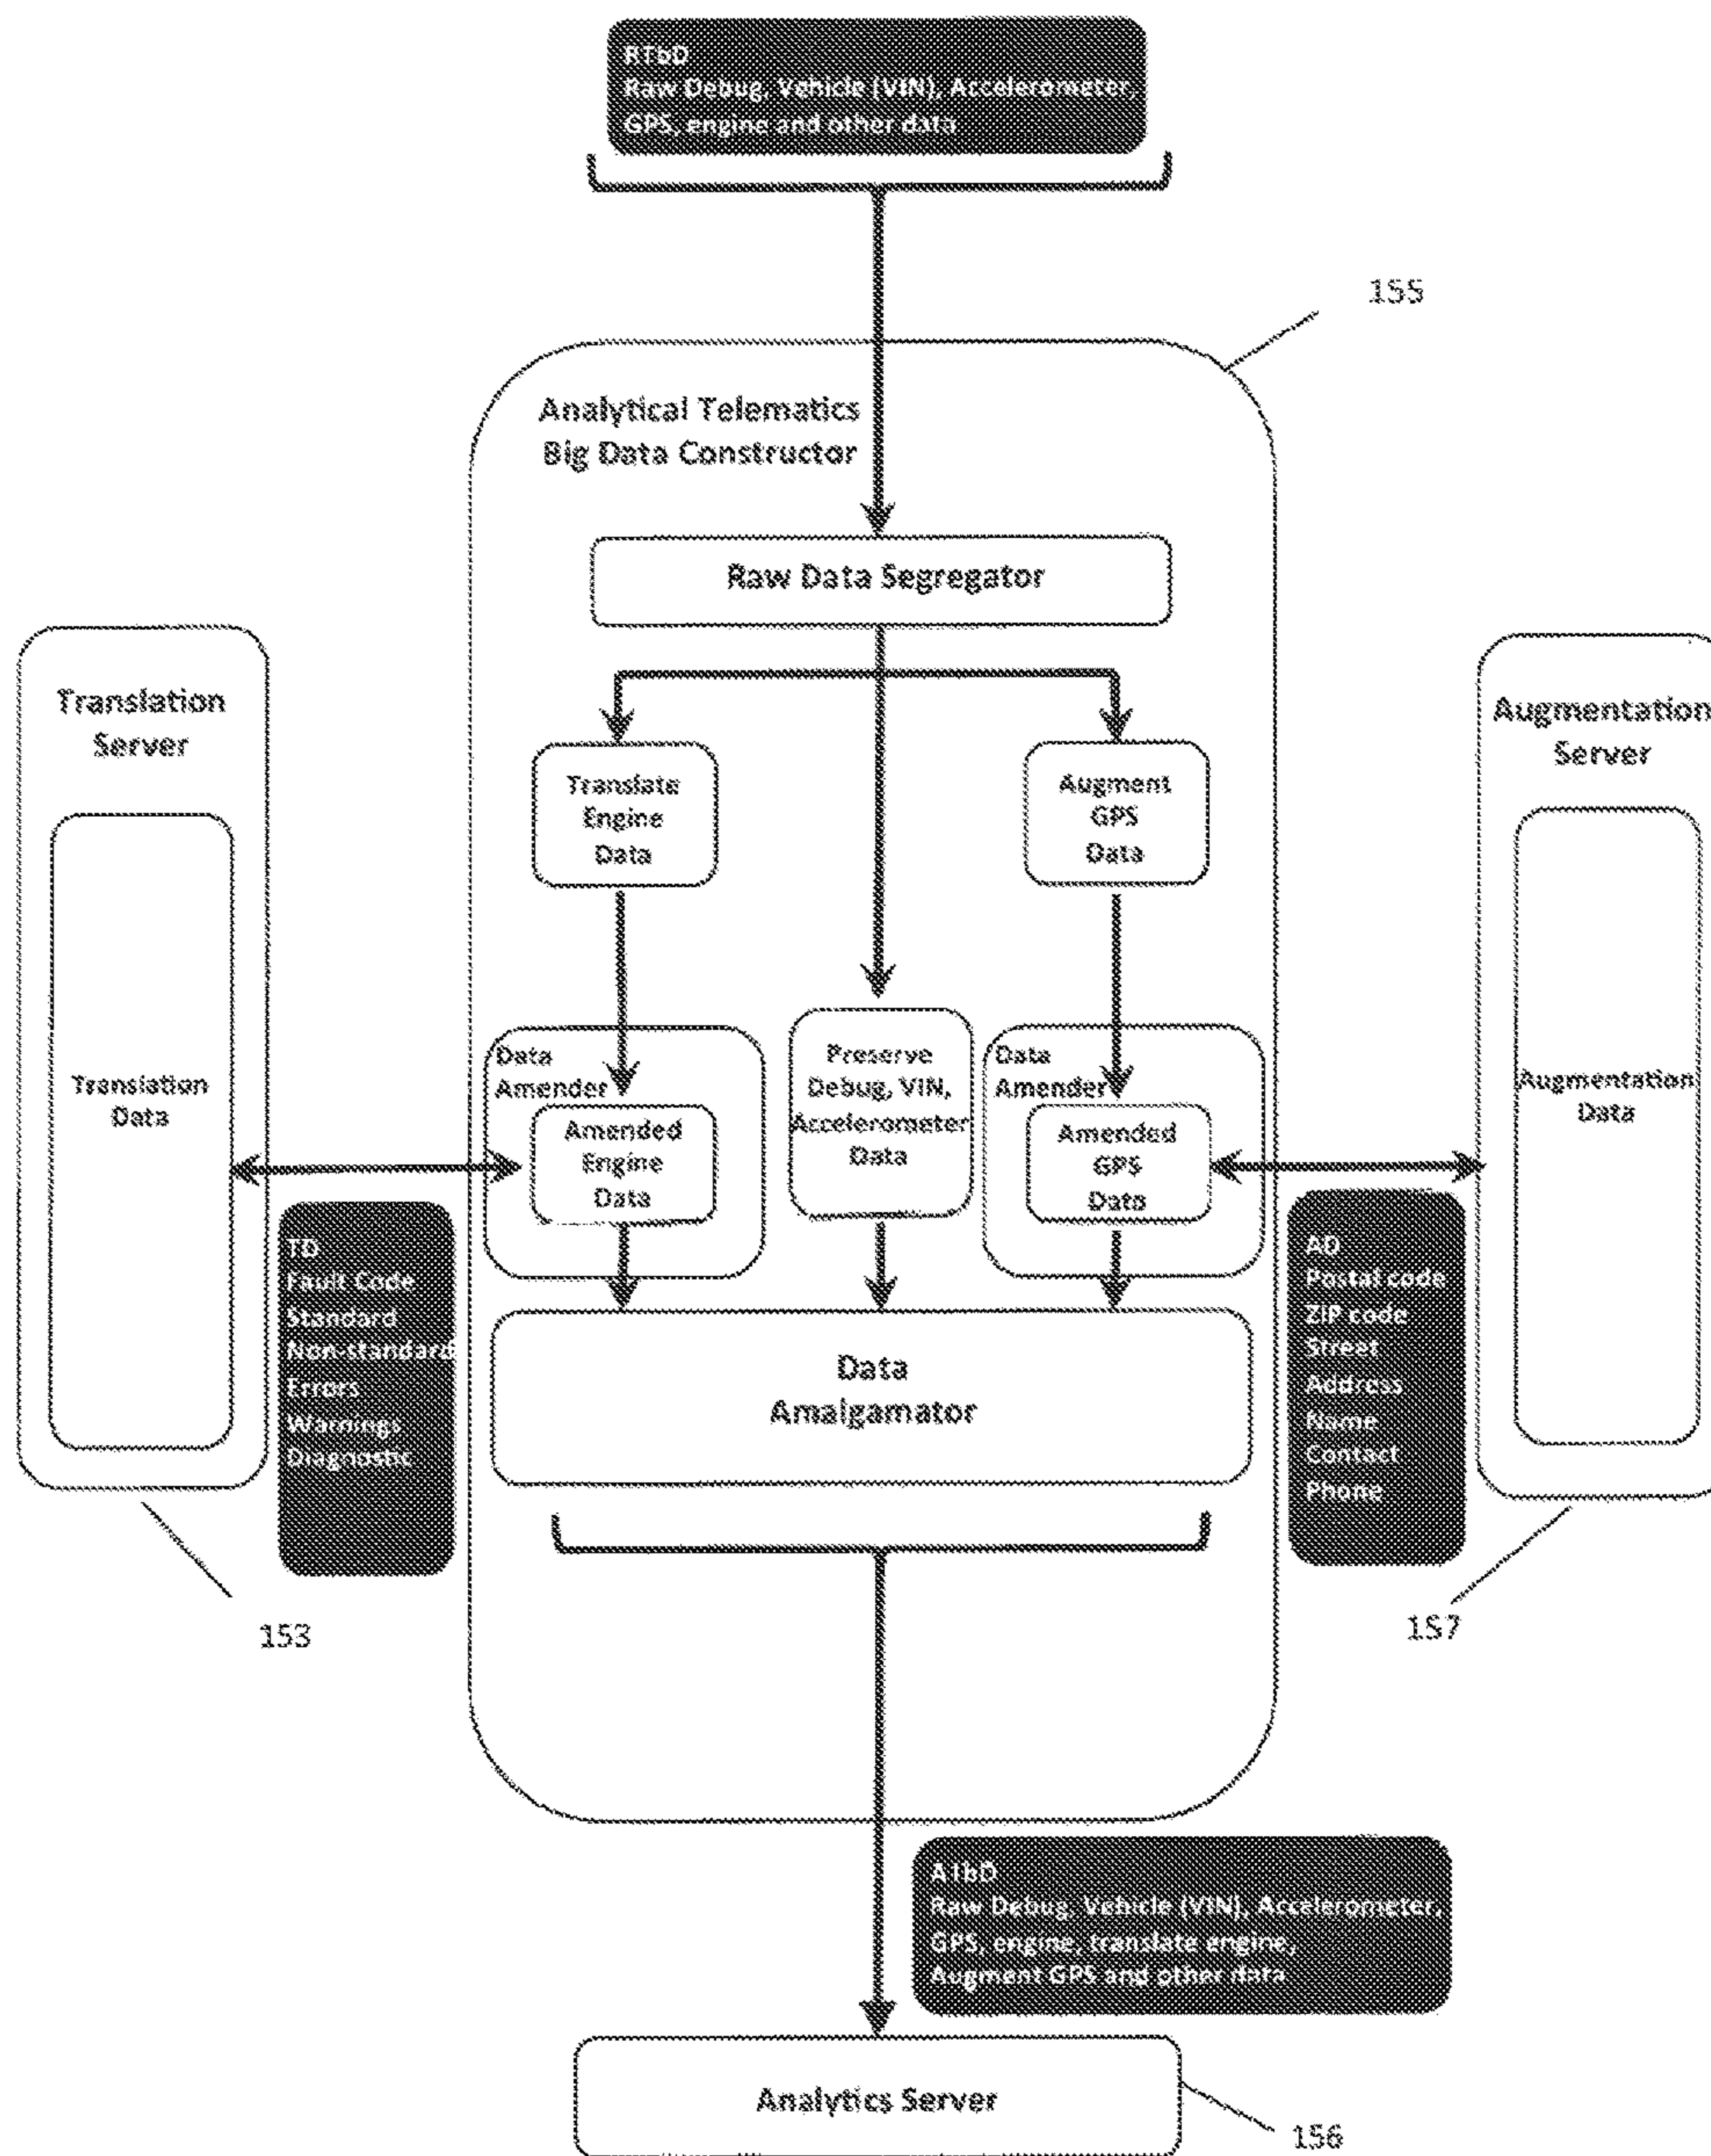 RTbD
Raw Debug, Vehicle (VIN), Accelerometer,
GPS, engine and other data
155
Analytical Telematics
Big Data Constructor
Raw Data Segregator
Translation
Server
Augmentation
Server
Translate
Engine
Data
Augment
GPS
Data
Translation
Data
Data
Amender
Amended
Engine
Data
Preserve
Debug, VIN,
Accelerometer
Data
Data
Amender
Amended
GPS
Data
Augmentation
Data
TD
Fault Code
Standard
Non-standard
Errors
Warnings
Diagnostic
AD
Postal code
ZIP code
Street
Address
Name
Contact
Phone
Data
Amalgamator
153
157
ATbD
Raw Debug, Vehicle (VIN), Accelerometer,
GPS, engine, translate engine,
Augment GPS and other data
Analytics Server
156